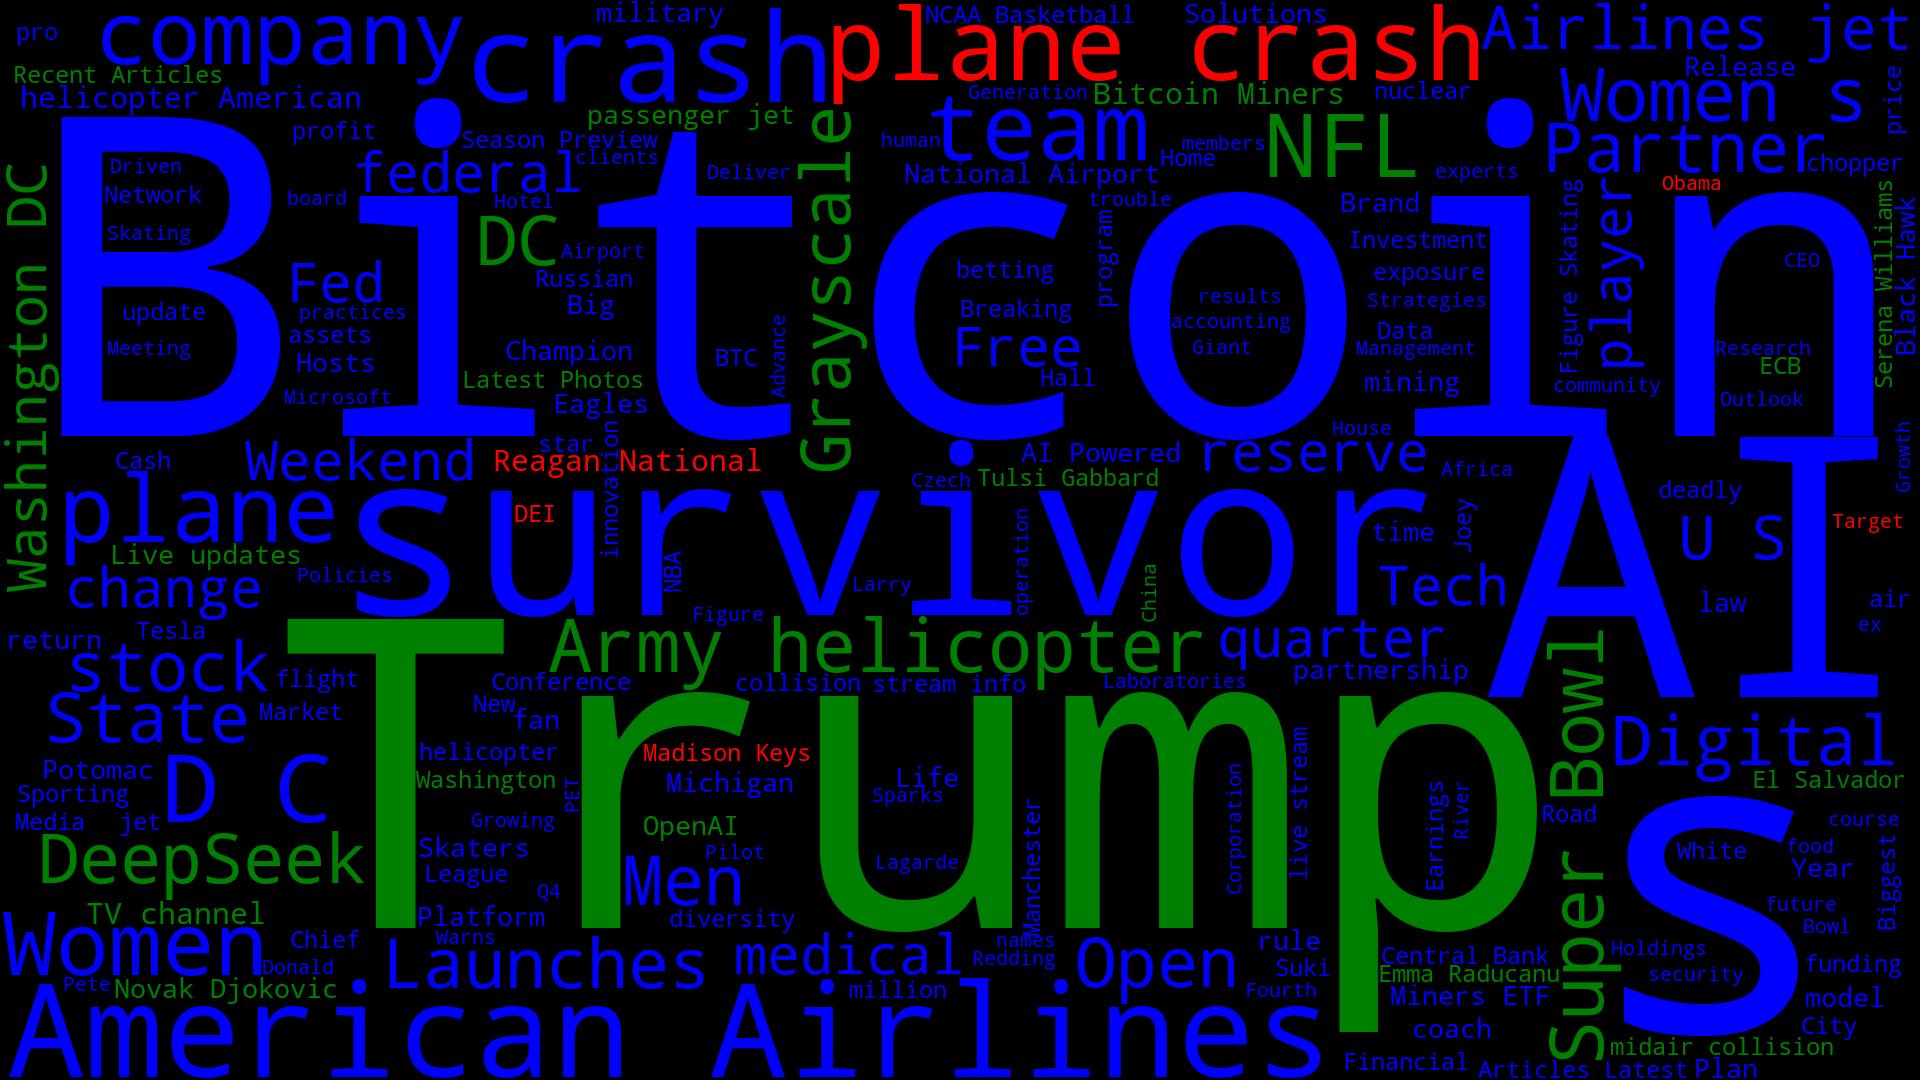 pro
company
crash
military
plane crash
NCAA Basketball
Solutions
Airlines jet
Recent Articles
helicopter American
passenger jet
Generation
Bitcoin Miners
nuclear
Release
Women s
price
profit
Season Preview
clients
federal
human
team
members
Home
NFL
experts
Partner
chopper
Washington DC
Bitcoin
Driven
Network
Skating
update
Meeting
board
Hotel
Deliver
National Airport
trouble
Brand
Obama
DC
Airport
Russian
Big
Fed
practices
assets
Hosts
Microsoft
Champion
Latest Photos
Eagles
BTC
Advance
Grayscale
betting
Breaking
Free
Hall
program
results
accounting
Giant
Investment
exposure
Strategies
Data
Management
mining
Figure Skating
player
community
CEO
Research
ECB
Outlook
Serena Williams
Black Hawk
Cash
Weekend
star
Reagan National
innovation
AI Powered
House
reserve
Africa
Growth
plane
survivor
AI
DEI
Czech
Tulsi Gabbard
time
Joey
deadly
U S
Target
Live updates
change
Policies
NBA
Larry
operation
China
Tech
law
air
ex
return
Tesla
Figure
Army helicopter
quarter
stock
flight
Conference
collision
stream info
Laboratories
partnership
State
Market
Trump
New
fan
helicopter
Washington
Madison Keys
Michigan
Life
Sparks
live stream
Corporation
Earnings
River
Super Bowl
Digital
El Salvador
Potomac
D C
Sporting
Media
jet
PET
Growing
OpenAI
Manchester
Road
s
course
DeepSeek
Skaters
League
Q4
Pilot
Men
Lagarde
White
food
Year
Biggest
TV channel
Platform
diversity
future
Bowl
Women
Chief
Warns
Launches
medical
names
Redding
Open
rule
Suki
Central Bank
Holdings
security
funding
Donald
Pete
Novak Djokovic
million
Fourth
Emma Raducanu
Miners ETF
model
American Airlines
coach
City
midair collision
Financial
Articles Latest
Plan